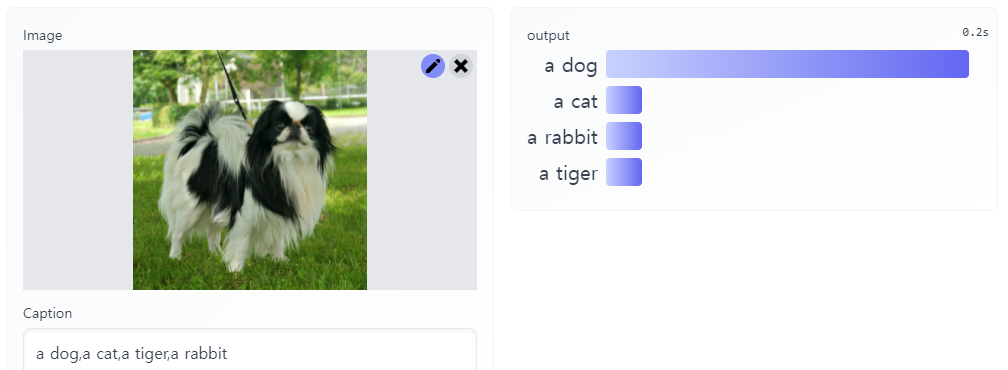 Image
Caption
a dog,a cat,a tiger,a rabbit
output
0.2s
a dog
a cat
a rabbit
a tiger